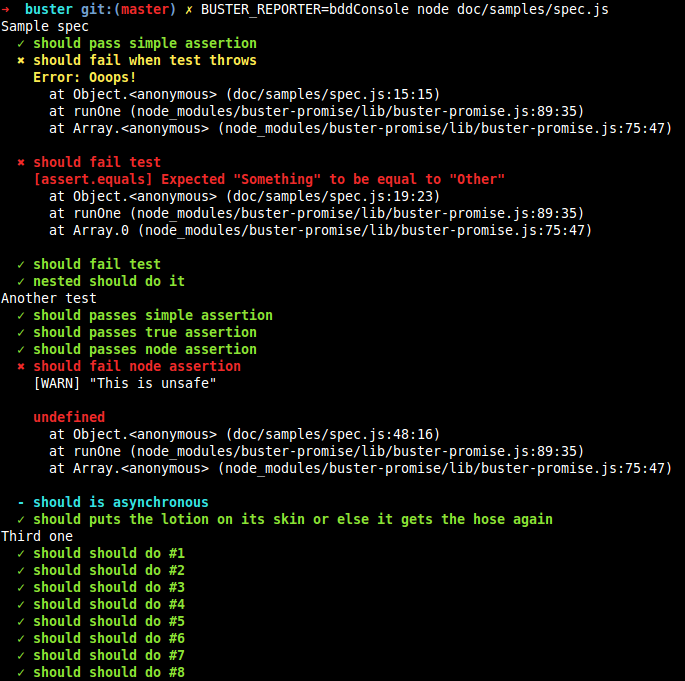 ➜  buster git:(master) ✗ BUSTER_REPORTER=bddConsole node doc/samples/spec.js
Sample spec
  ✓ should pass simple assertion
  ✖ should fail when test throws
    Error: Ooops!
      at Object.<anonymous> (doc/samples/spec.js:15:15)
      at runOne (node_modules/buster-promise/lib/buster-promise.js:89:35)
      at Array.<anonymous> (node_modules/buster-promise/lib/buster-promise.js:75:47)

  ✖ should fail test
    [assert.equals] Expected "Something" to be equal to "Other"
      at Object.<anonymous> (doc/samples/spec.js:19:23)
      at runOne (node_modules/buster-promise/lib/buster-promise.js:89:35)
      at Array.0 (node_modules/buster-promise/lib/buster-promise.js:75:47)

  ✓ should fail test
  ✓ nested should do it
Another test
  ✓ should passes simple assertion
  ✓ should passes true assertion
  ✓ should passes node assertion
  ✖ should fail node assertion
    [WARN] "This is unsafe"

    undefined
      at Object.<anonymous> (doc/samples/spec.js:48:16)
      at runOne (node_modules/buster-promise/lib/buster-promise.js:89:35)
      at Array.<anonymous> (node_modules/buster-promise/lib/buster-promise.js:75:47)

  - should is asynchronous
  ✓ should puts the lotion on its skin or else it gets the hose again
Third one
  ✓ should should do #1
  ✓ should should do #2
  ✓ should should do #3
  ✓ should should do #4
  ✓ should should do #5
  ✓ should should do #6
  ✓ should should do #7
  ✓ should should do #8